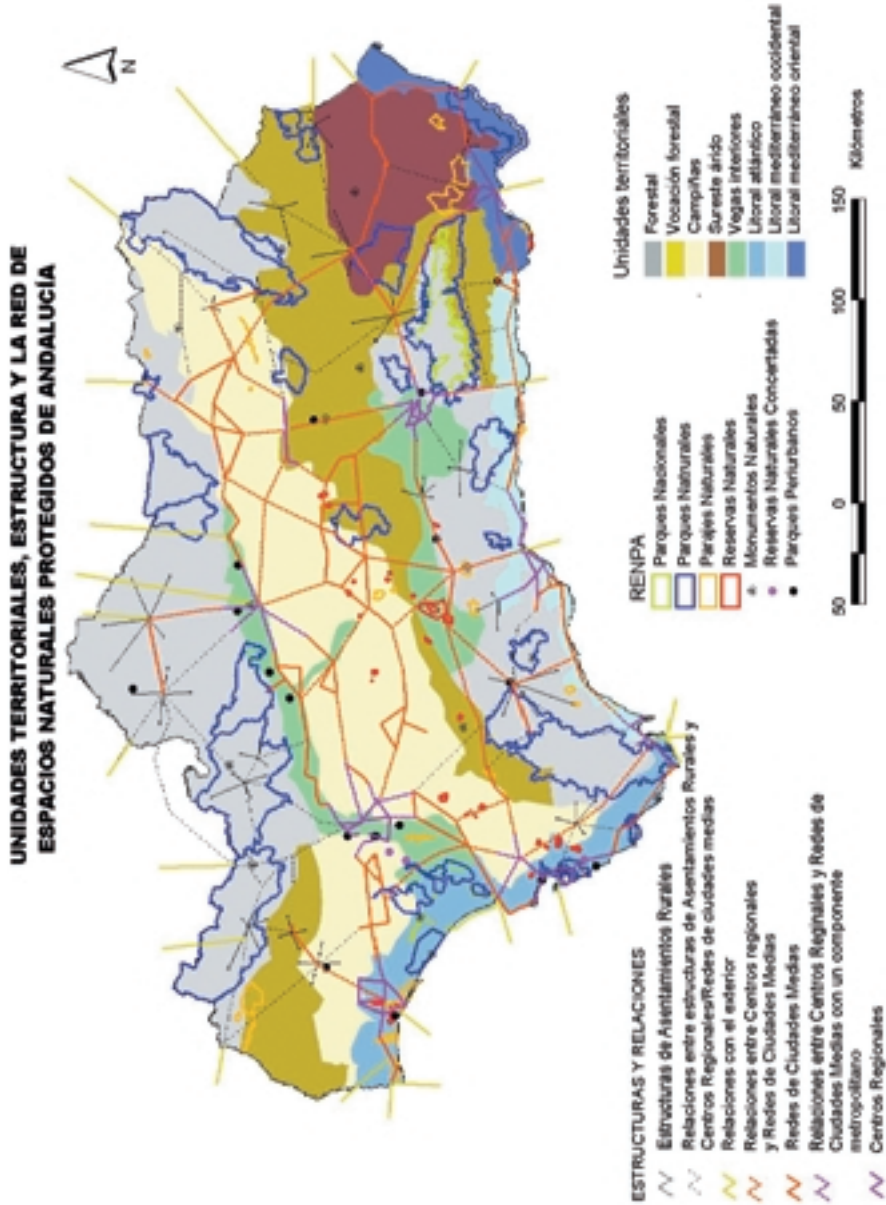 UNIDADES TERRITORIALES, ESTRUCTURA Y LA RED DE
ESPACIOS NATURALES PROTEGIDOS DE ANDALUCÍA
N
ESTRUCTURAS Y RELACIONES
Estructuras de Asentamientos Rurales
Relaciones entre estructuras de Asentamientos Rurales y
Centros Regionales/Redes de ciudades medias
Relaciones con el exterior
Relaciones entre Centros regionales
y Redes de Ciudades Medias
Redes de Ciudades Medias
Relaciones entre Centros Reginales y Redes de
Ciudades Medias con un componente
metropolitano
Centros Regionales
RENPA
Parques Nacionales
Parques Natrurales
Parajes Naturales
Reservas Naturales
Monumentos Naturales
Reservas Naturales Concertadas
Parques Periurbanos
Unidades territoriales
Forestal
Vocación forestal
Campiñas
Sureste árido
Vegas interiores
Litoral atlántico
Litoral mediterráneo occidental
Litoral mediterráneo oriental
50 0 50 100 150
Kilómetros